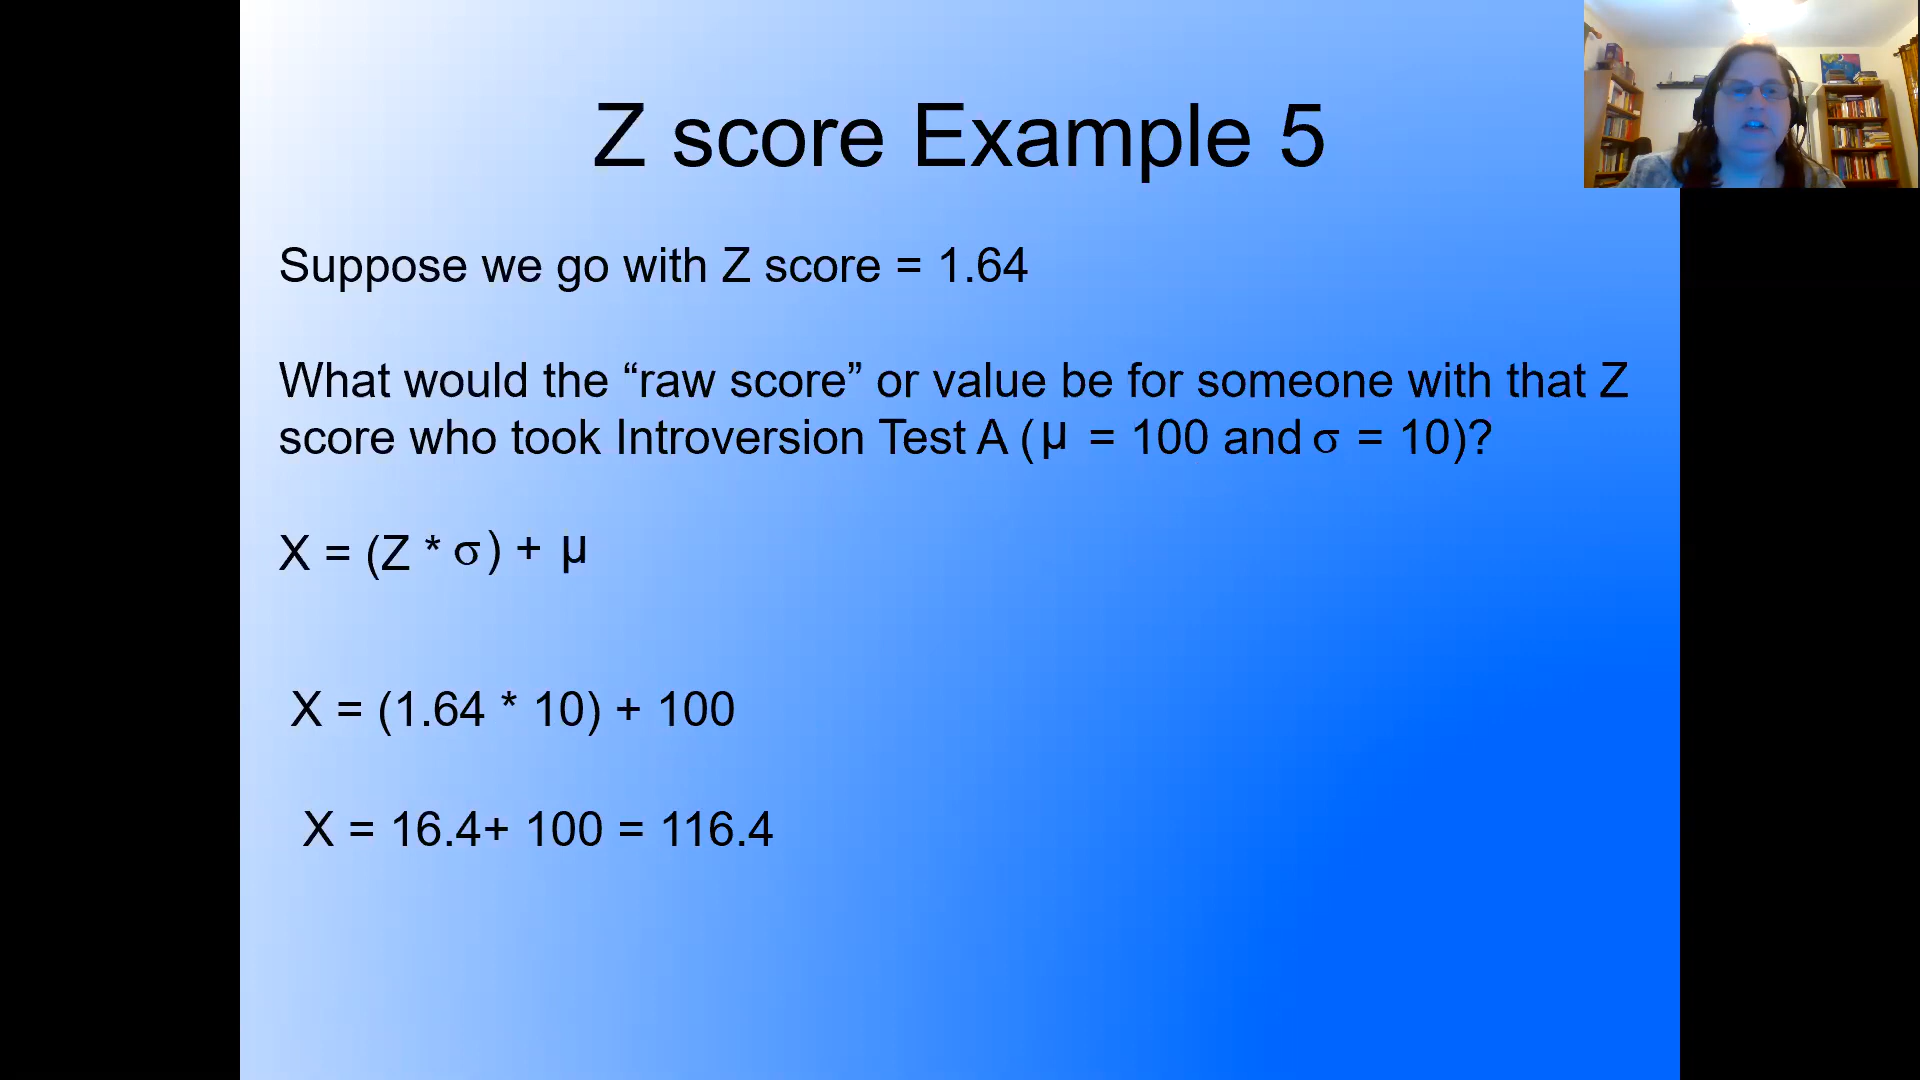 Z score Example 5
Suppose we go with Z score = 1.64
What would the “raw score” or value be for someone with that Z
score who took Introversion Test A (μ = 100 and σ = 10)?
X = (Z * σ) + μ
X = (1.64 * 10) + 100
X = 16.4+ 100 = 116.4